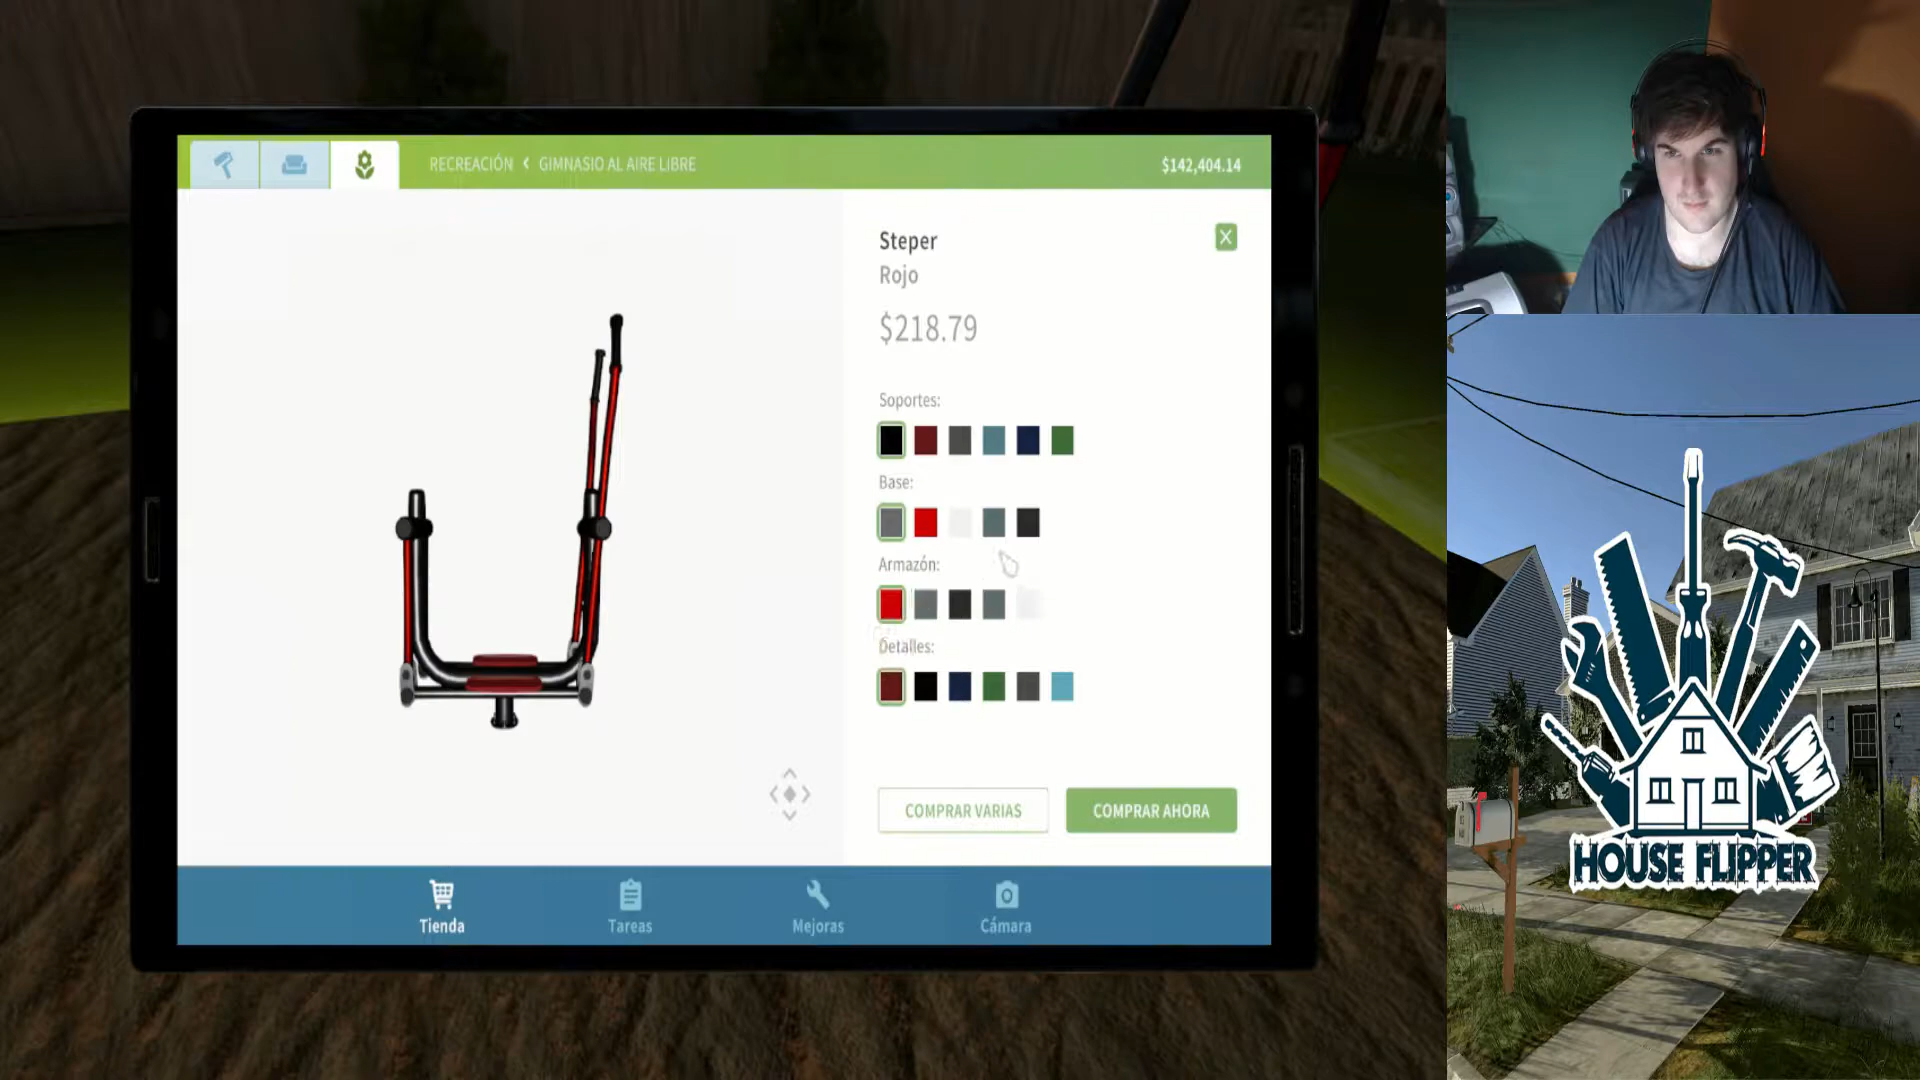 RECREACIÓN < GIMNASIO AL AIRE LIBRE
$142,404.14
Steper
Rojo
$218.79
Soportes:
Base:
Armazón:
Detalles:
COMPRAR VARIAS
COMPRAR AHORA
Tienda
Tareas
Mejoras
Cámara
HOUSE FLIPPER